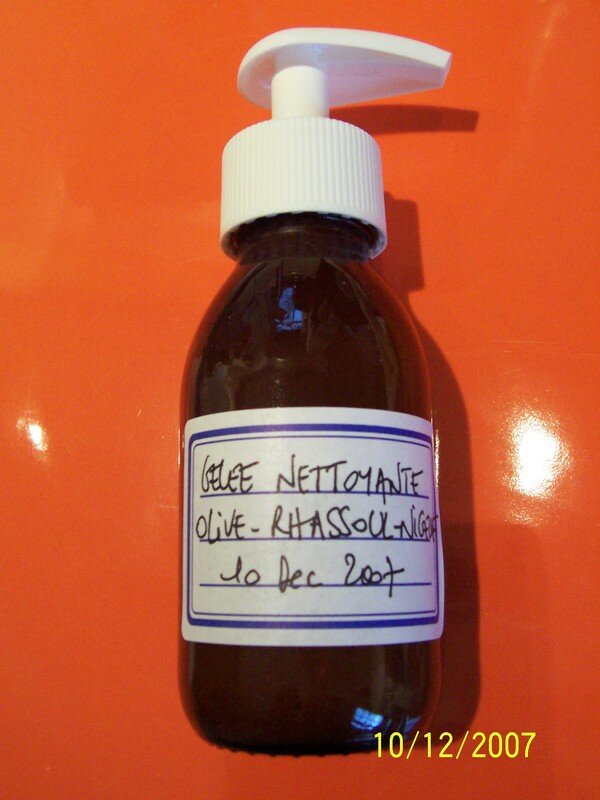 GELEE NETTOYANTE
OLIVE - RHASSOUL -
10 Dec 2007
10/12/2007